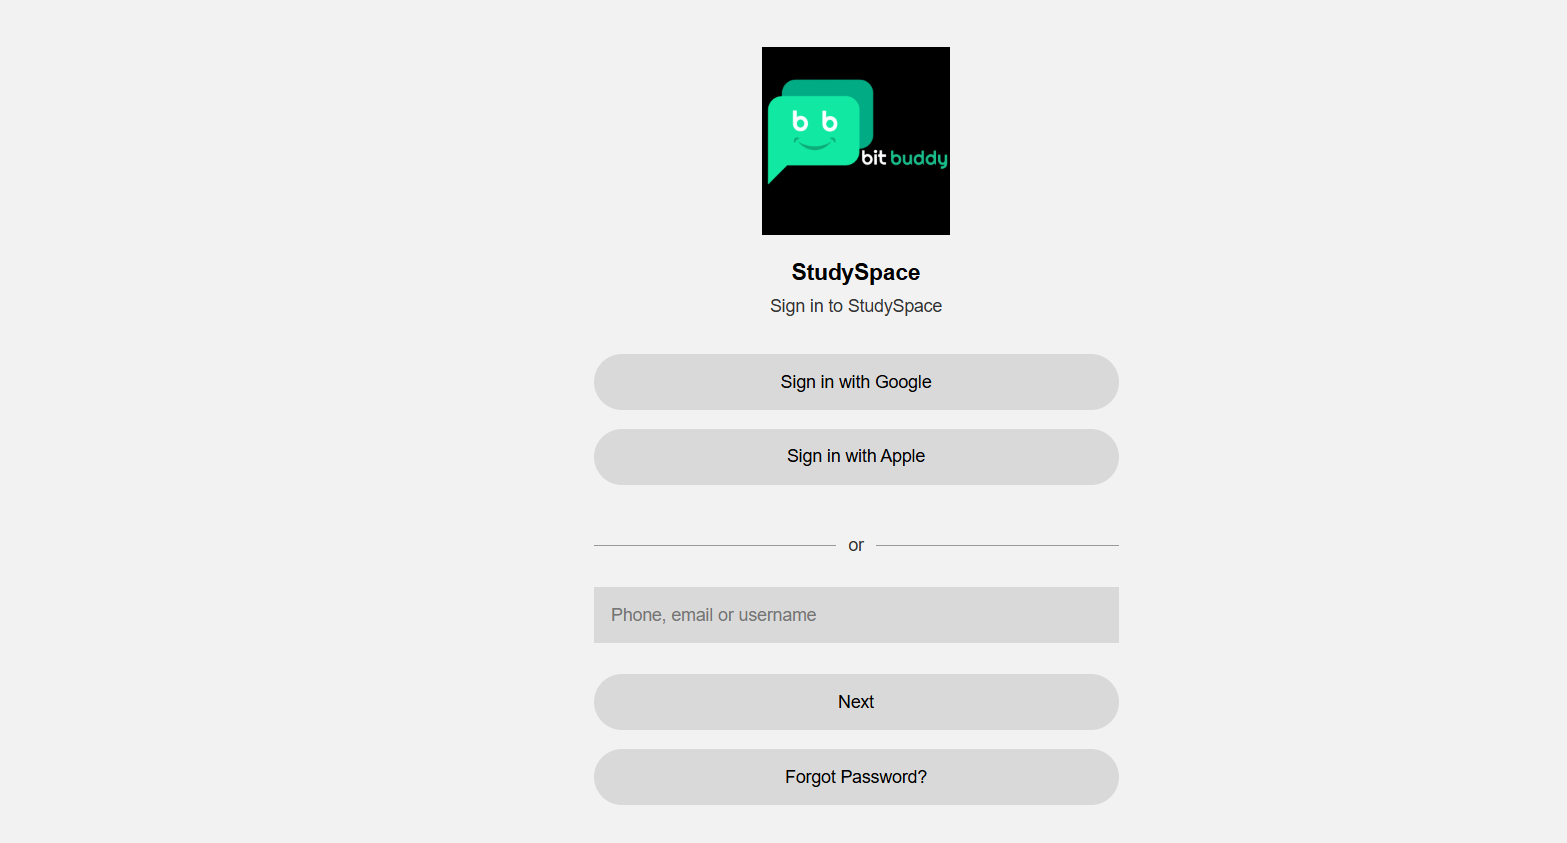 b b
bit buddy
StudySpace
Sign in to StudySpace
Sign in with Google
Sign in with Apple
or
Phone, email or username
Next
Forgot Password?